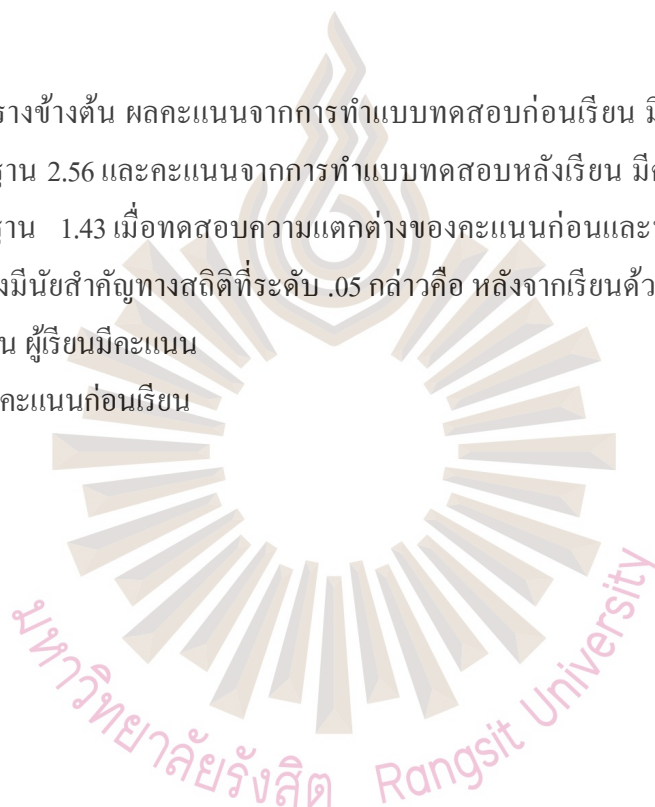 รางข้างต้น ผลคะแนนจากการทำแบบทดสอบก่อนเรียน
ฐาน 2.56 และคะแนนจากการทำแบบทดสอบหลังเรียน
ฐาน 1.43 เมื่อทดสอบความแตกต่างของคะแนนก่อนและ
งมีนัยสำคัญทางสถิติที่ระดับ .05 กล่าวคือ หลังจากเรียนด้ว
น ผู้เรียนมีคะแนน
คะแนนก่อนเรียน
มหาวิทยาลัยรังสิต Rangsit University